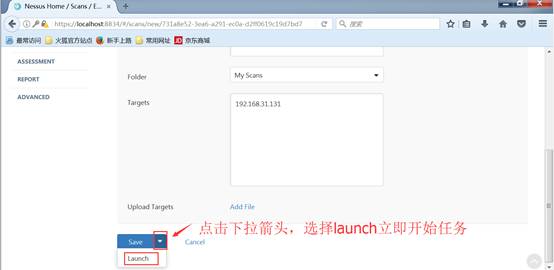 Nessus Home / Scans / E...
https://localhost:8834/#/scans/new/731a8e52-3ea6-a291-ec0a-d2ff0619c19d7bd7
搜索
最常访问 火狐官方站点 新手上路 常用网址 JD 京东商城
ASSESSMENT
REPORT
ADVANCED
Folder My Scans
Targets 192.168.31.131
Upload Targets Add File
点击下拉箭头，选择launch立即开始任务
Save Cancel
Launch